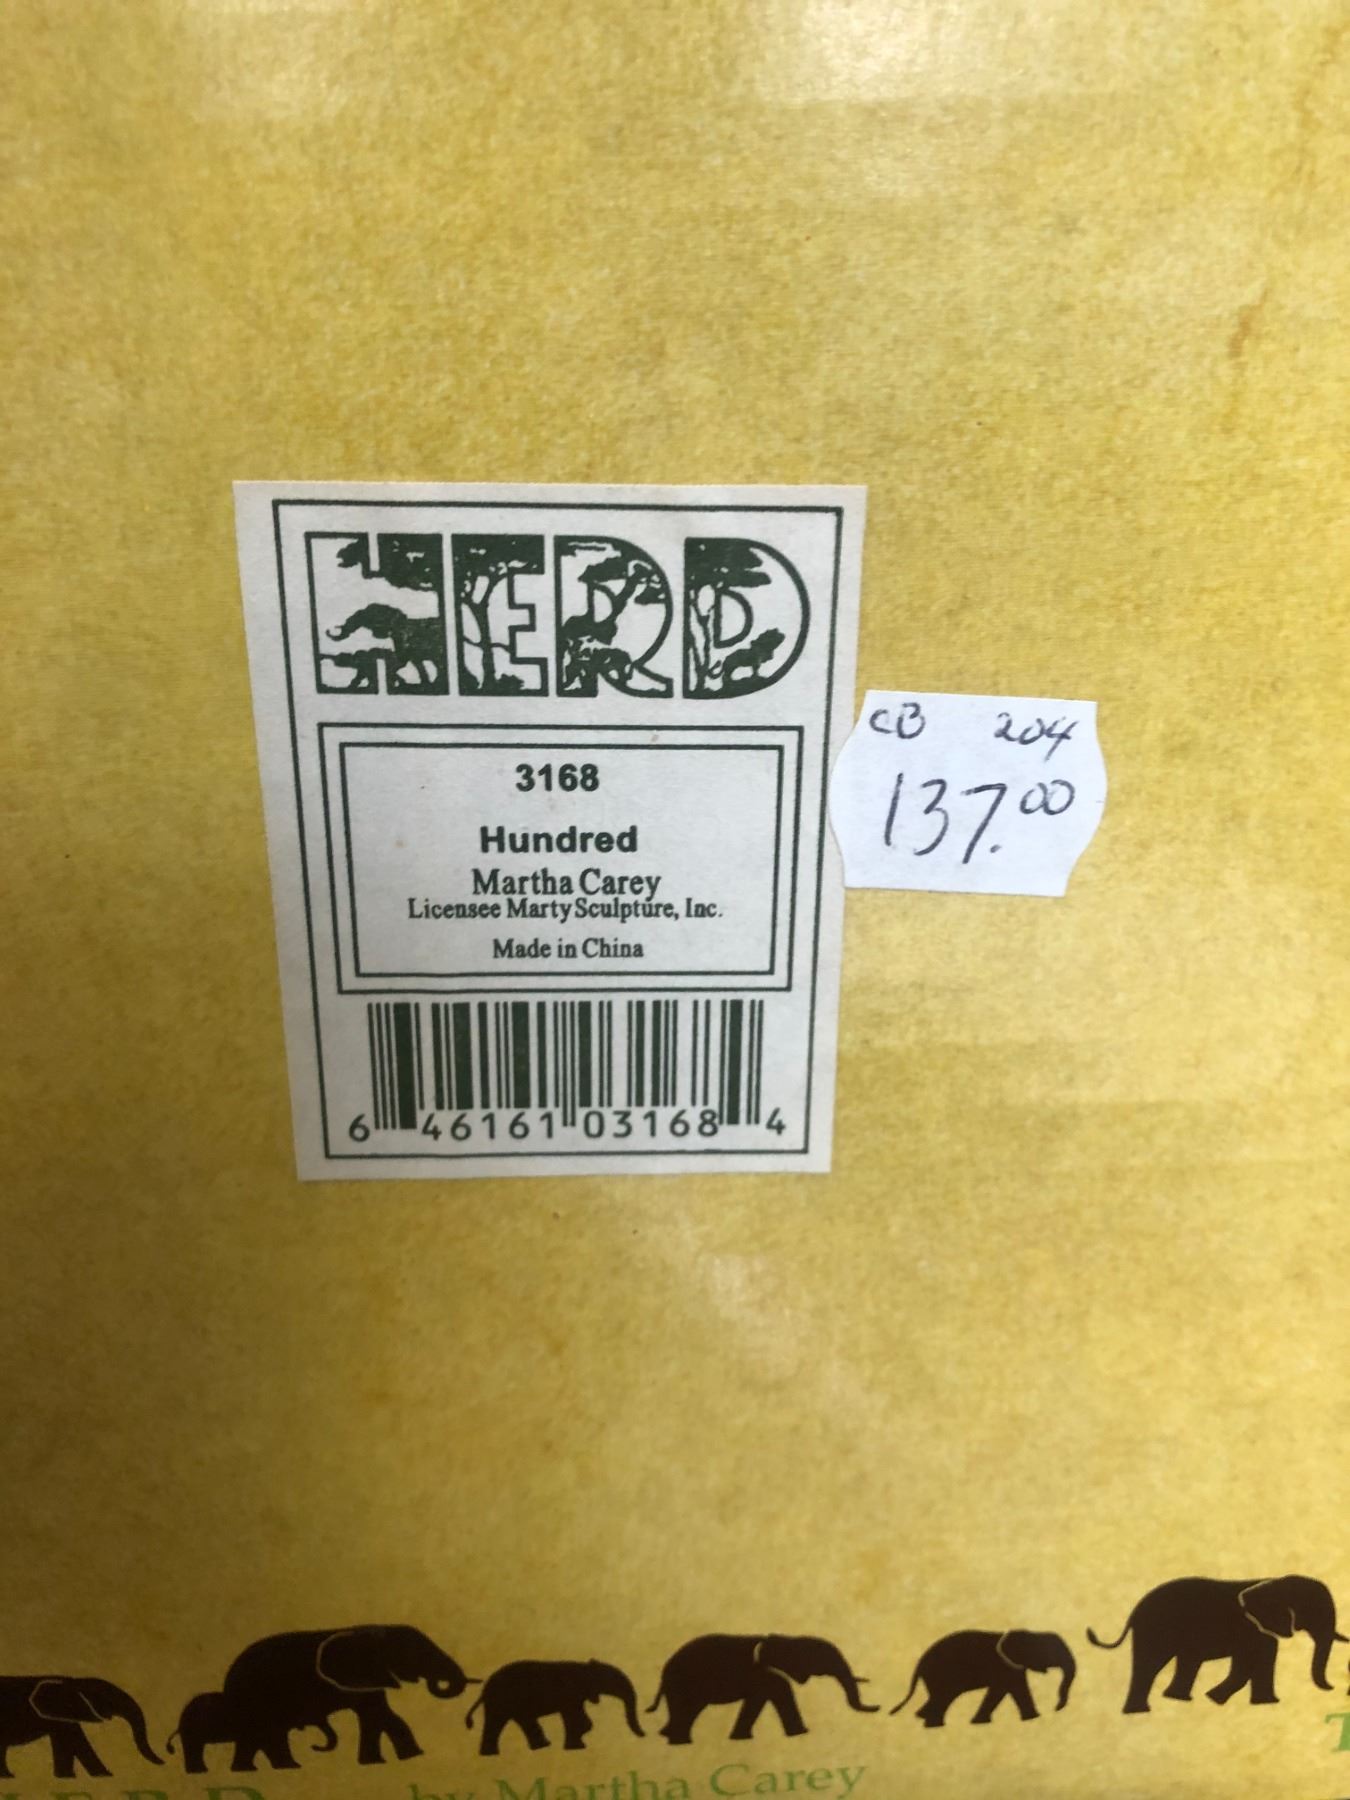 HERD
3168
Hundred
Martha Carey
Licensee Marty Sculpture, Inc.
Made in China
6 46161 03168 4
CB 204
137.00
by Martha Carey